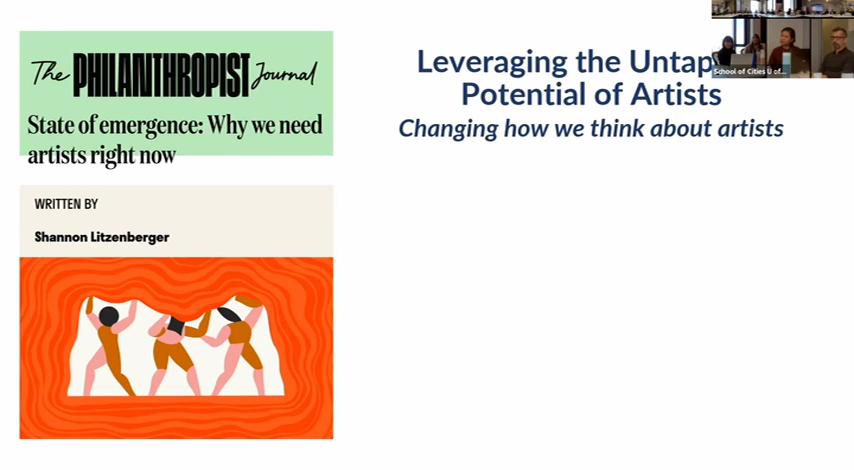 The PHILANTHROPIST Journal
State of emergence: Why we need
artists right now
WRITTEN BY
Shannon Litzenberger
Leveraging the Untap
Potential of Artists
Changing how we think about artists
School of Cities U of...